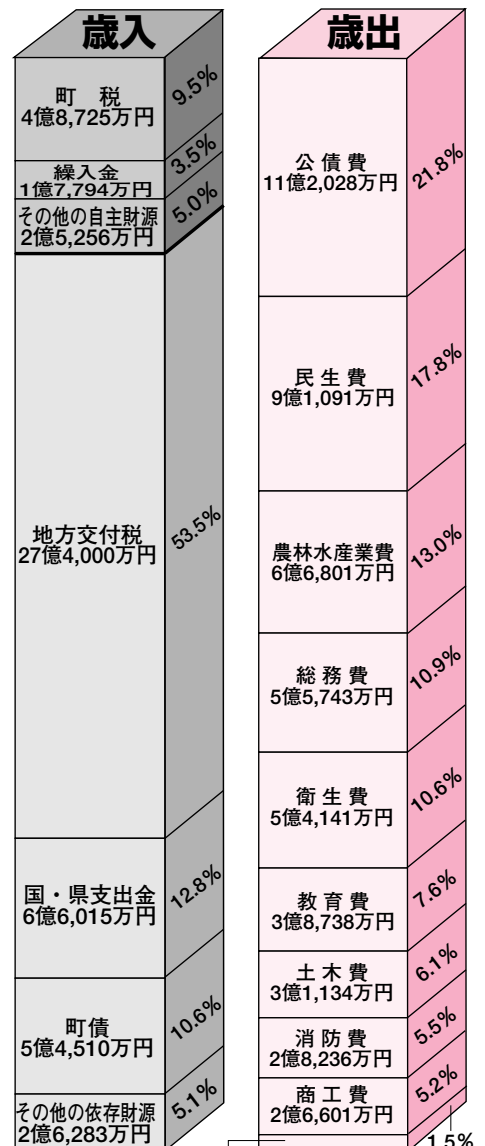 歳入
町税
4億8,725万円
9.5%
繰入金
1億7,794万円
3.5%
その他の自主財源
2億5,256万円
5.0%
地方交付税
27億4,000万円
53.5%
国・県支出金
6億6,015万円
12.8%
町債
5億4,510万円
10.6%
その他の依存財源
2億6,283万円
5.1%
歳出
公債費
11億2,028万円
21.8%
民生費
9億1,091万円
17.8%
農林水産業費
6億6,801万円
13.0%
総務費
5億5,743万円
10.9%
衛生費
5億4,141万円
10.6%
教育費
3億8,738万円
7.6%
土木費
3億1,134万円
6.1%
消防費
2億8,236万円
5.5%
商工費
2億6,601万円
5.2%
1.5%